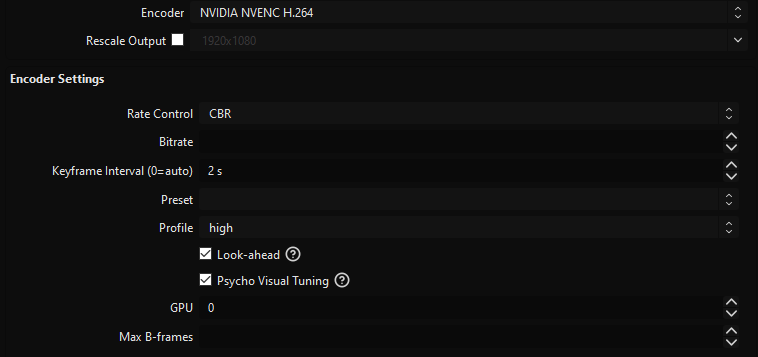 Encoder NVIDIA NVENC H.264
Rescale Output 1920x1080
Encoder Settings
Rate Control CBR
Bitrate
Keyframe Interval (0=auto) 2 s
Preset
Profile high
Look-ahead ?
Psycho Visual Tuning ?
GPU 0
Max B-frames